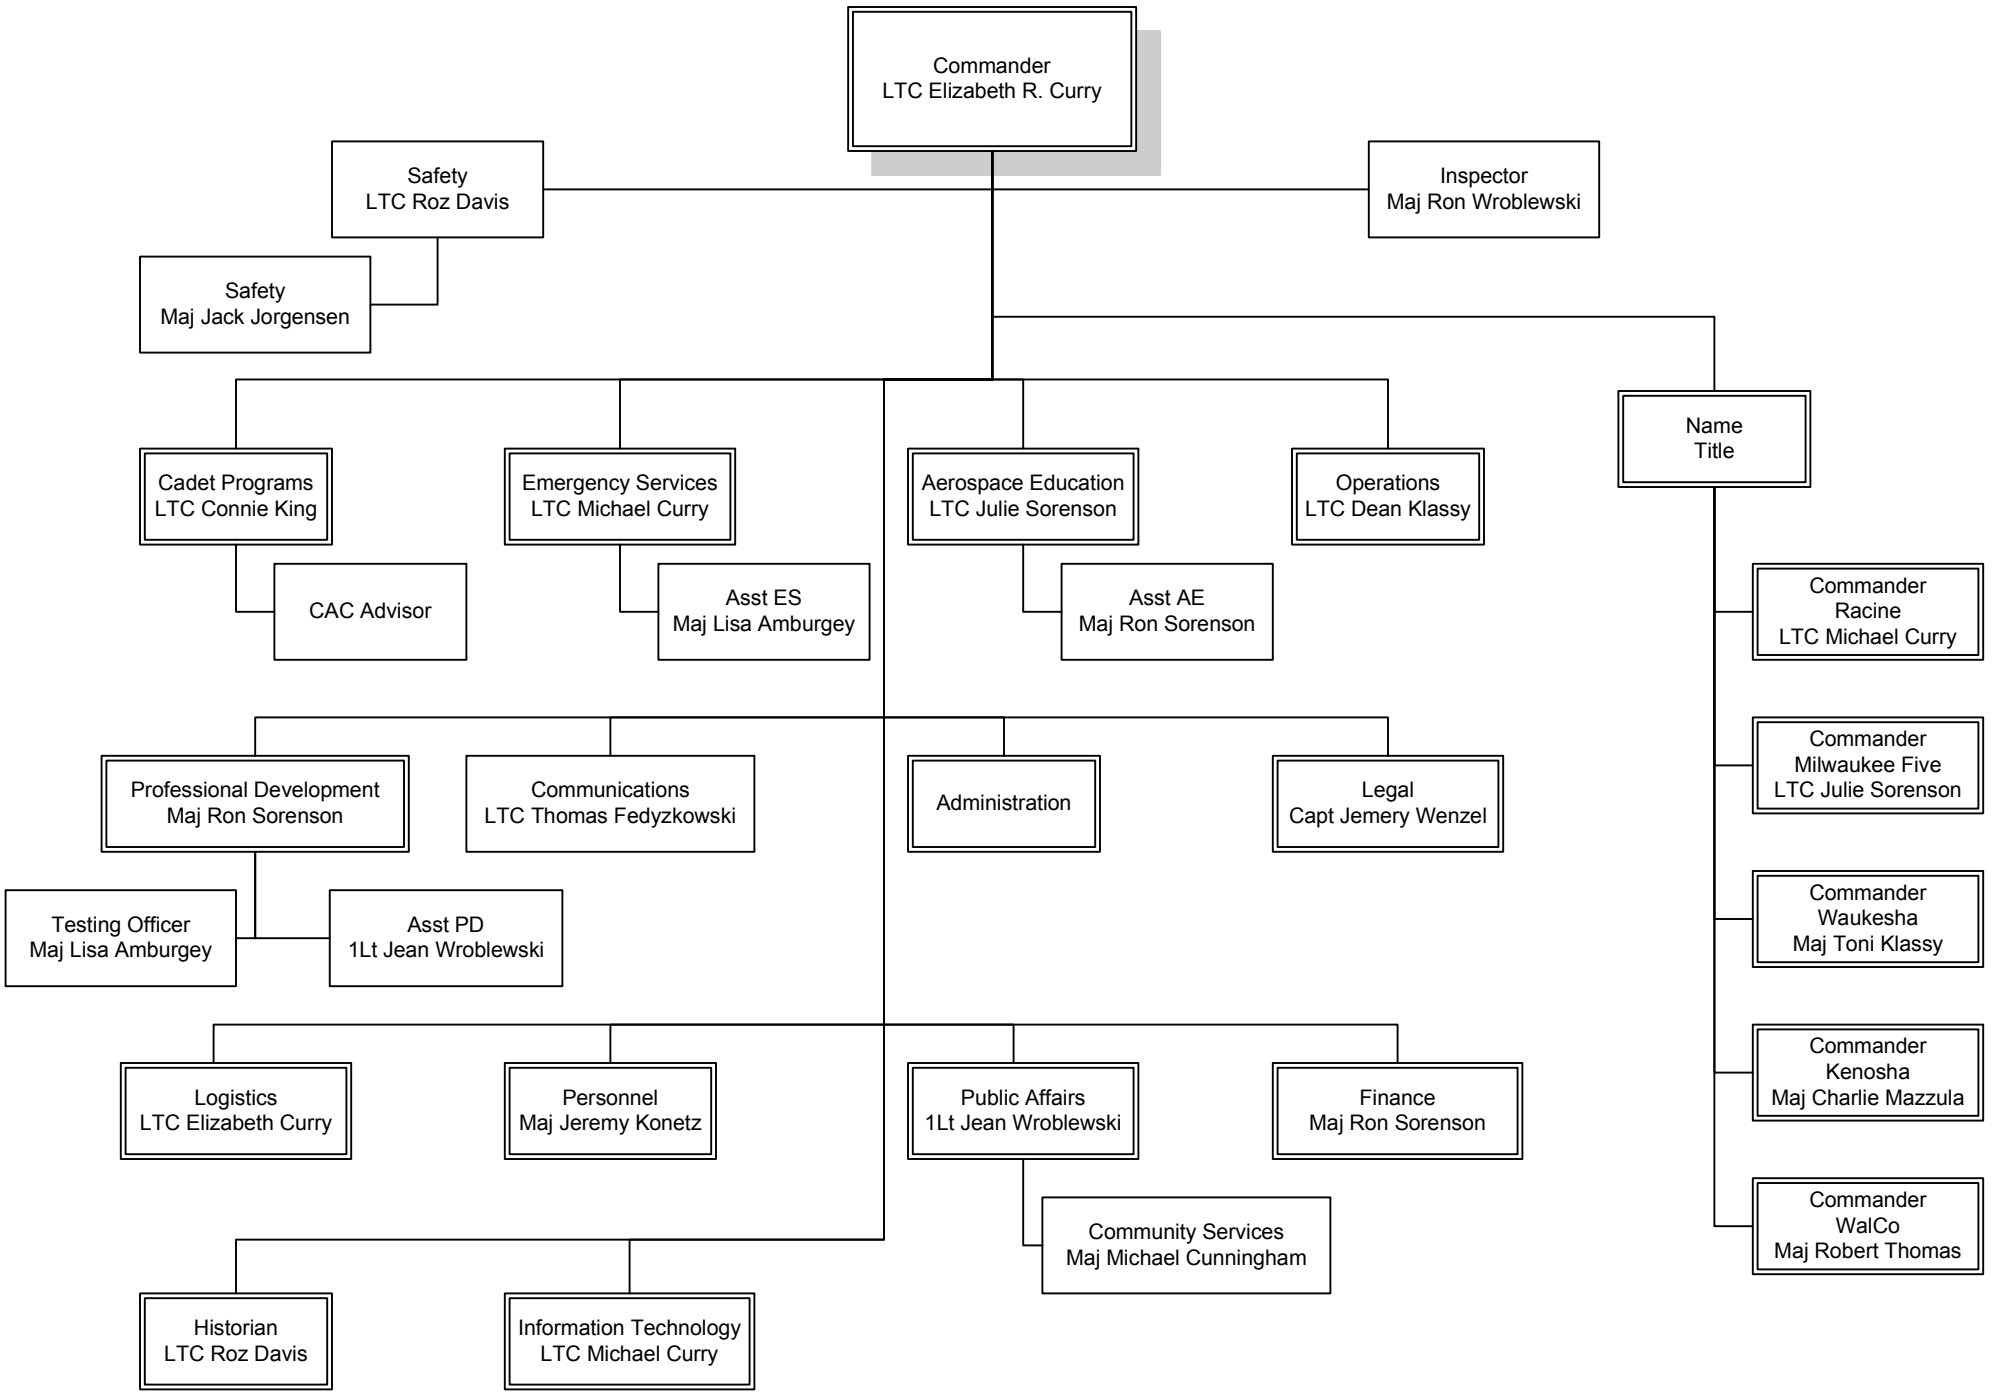 Commander
LTC Elizabeth R. Curry
Safety
LTC Roz Davis
Inspector
Maj Ron Wroblewski
Safety
Maj Jack Jorgensen
Name
Title
Cadet Programs
LTC Connie King
Emergency Services
LTC Michael Curry
Aerospace Education
LTC Julie Sorenson
Operations
LTC Dean Klassy
CAC Advisor
Asst ES
Maj Lisa Amburgey
Asst AE
Maj Ron Sorenson
Commander
Racine
LTC Michael Curry
Commander
Milwaukee Five
LTC Julie Sorenson
Professional Development
Maj Ron Sorenson
Communications
LTC Thomas Fedyzkowski
Administration
Legal
Capt Jemery Wenzel
Testing Officer
Maj Lisa Amburgey
Asst PD
1Lt Jean Wroblewski
Commander
Waukesha
Maj Toni Klassy
Commander
Kenosha
Maj Charlie Mazzula
Logistics
LTC Elizabeth Curry
Personnel
Maj Jeremy Konetz
Public Affairs
1Lt Jean Wroblewski
Finance
Maj Ron Sorenson
Community Services
Maj Michael Cunningham
Commander
WalCo
Maj Robert Thomas
Historian
LTC Roz Davis
Information Technology
LTC Michael Curry